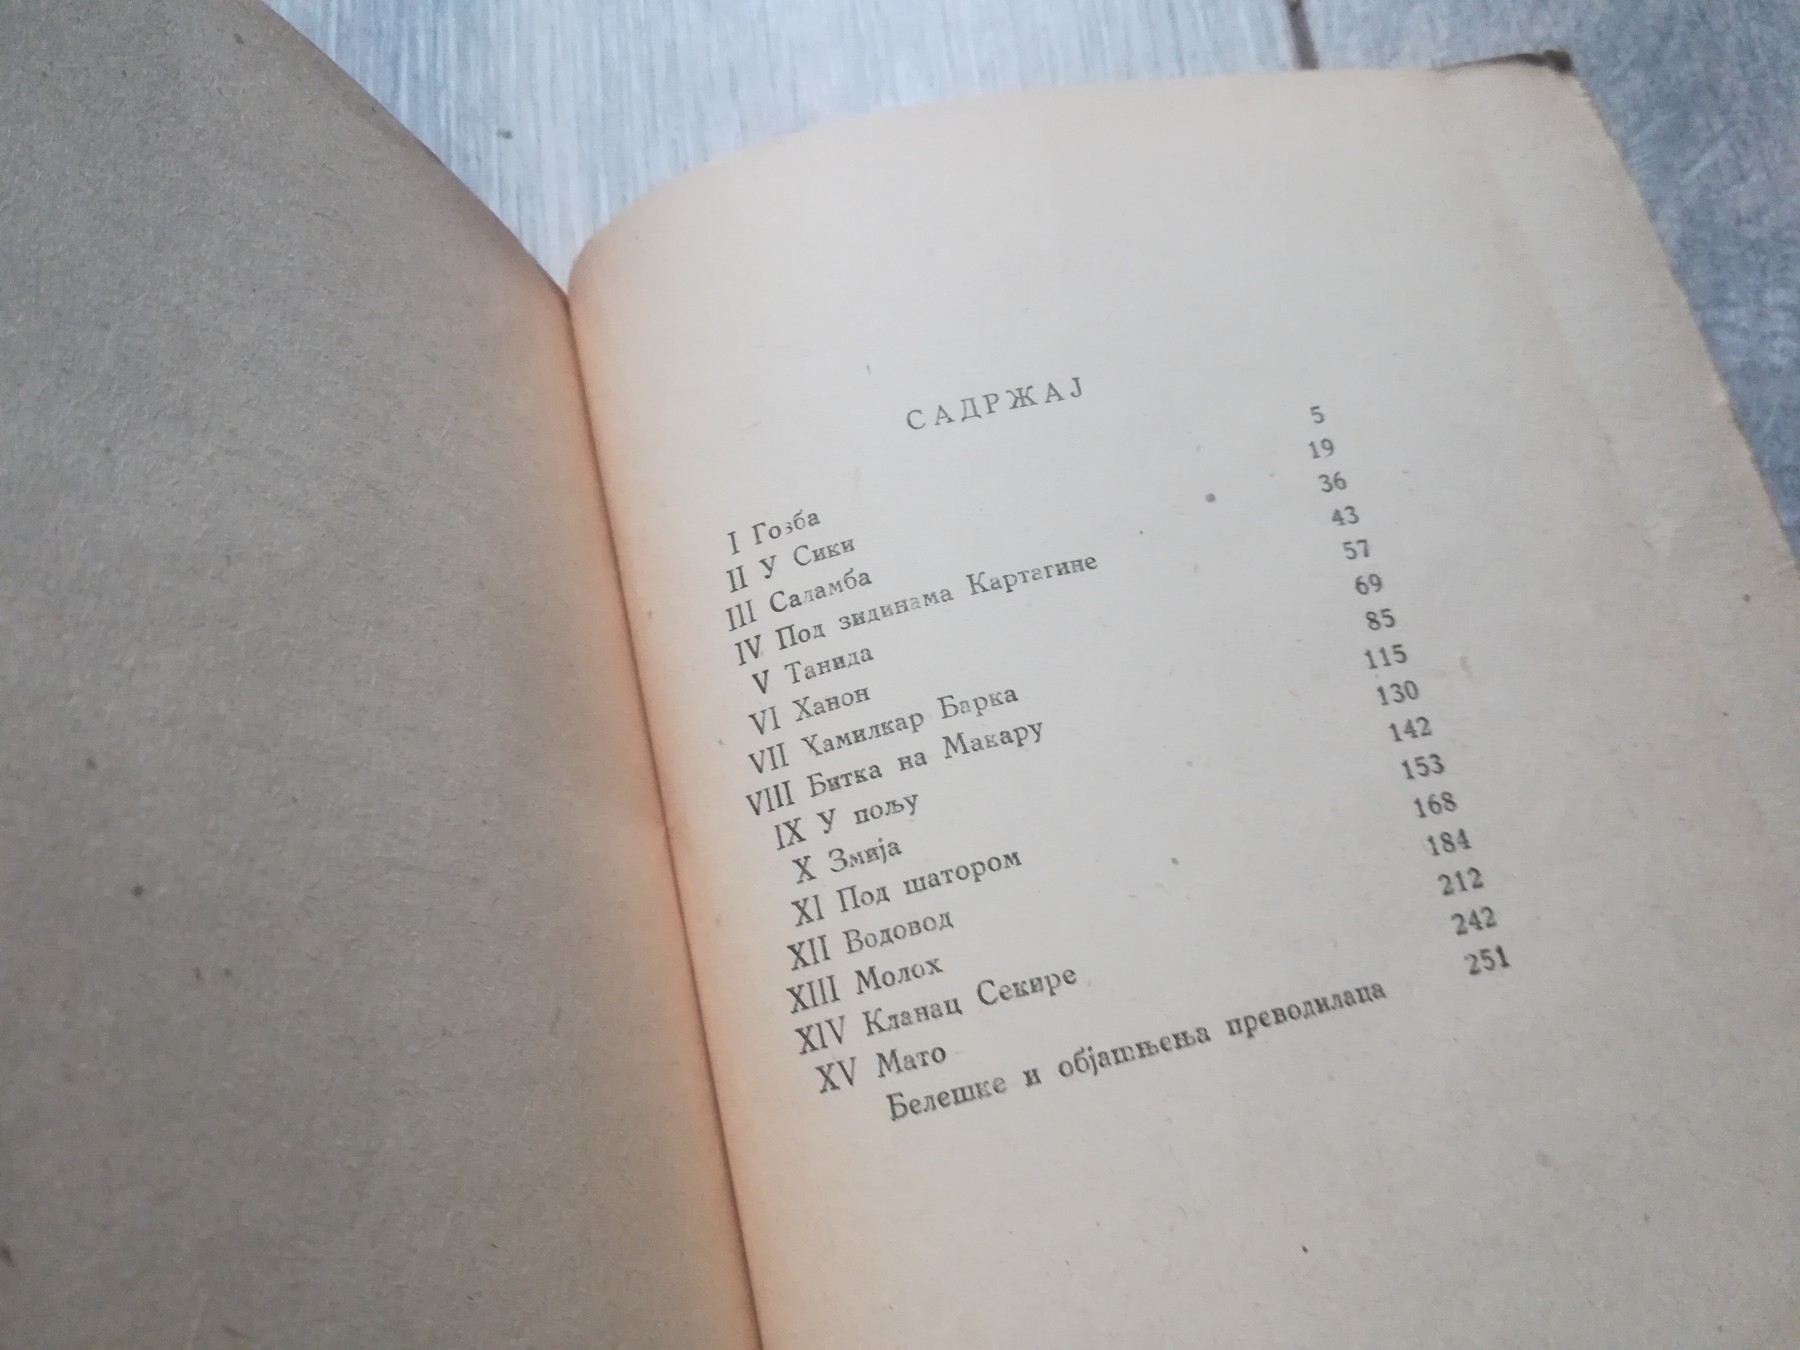 САДРЖАЈ
I Гозба 5
II У Сики 19
III Саламба 36
IV Под зидинама Картагине 43
V Танида 57
VI Ханон 69
VII Хамилкар Барка 85
VIII Битка на Макару 115
IX У пољу 130
X Змија 142
XI Под шатором 153
XII Водовод 168
XIII Молох 184
XIV Кланац Секире 212
XV Мато 242
Белешке и објашњења преводилаца 251